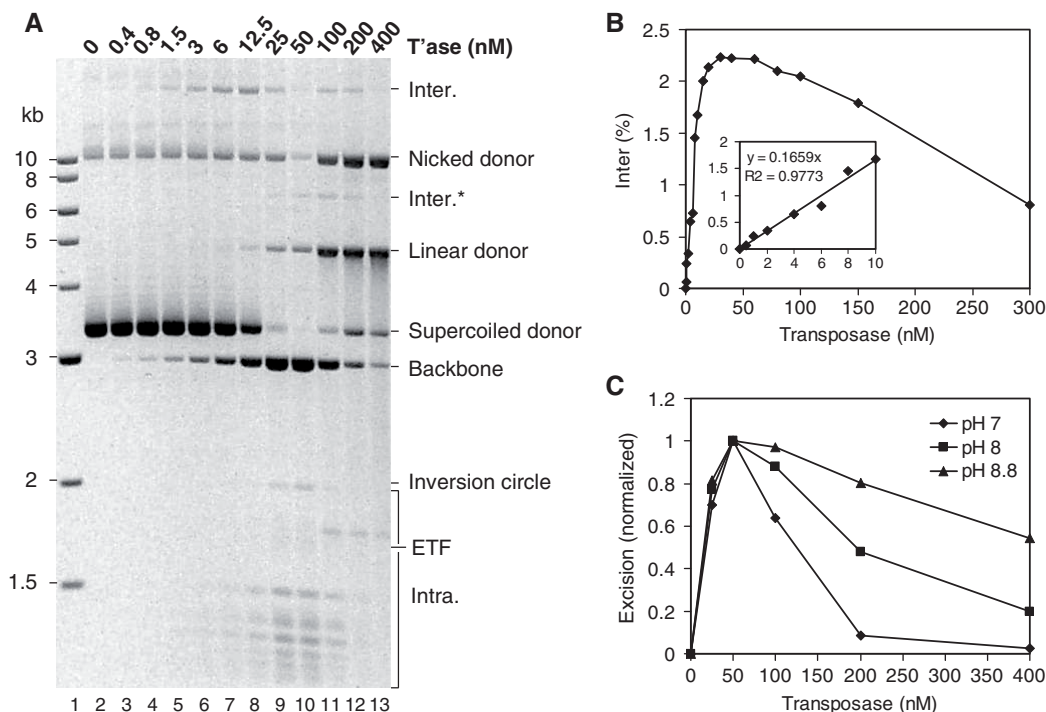 A
0 0.4 0.8 1.5 3 6 12.5 25 50 100 200 400 T'ase (nM)
kb
10
8
6
5
4
3
2
1.5
Inter.
Nicked donor
Inter.*
Linear donor
Supercoiled donor
Backbone
Inversion circle
ETF
Intra.
1 2 3 4 5 6 7 8 9 10 11 12 13
B
Inter (%)
2.5
2
1.5
1
0.5
0
0 50 100 150 200 250 300
Transposase (nM)
y = 0.1659x
R2 = 0.9773
2
1.5
1
0.5
0
0 2 4 6 8 10
C
Excision (normalized)
1.2
1
0.8
0.6
0.4
0.2
0
pH 7
pH 8
pH 8.8
0 50 100 150 200 250 300 350 400
Transposase (nM)